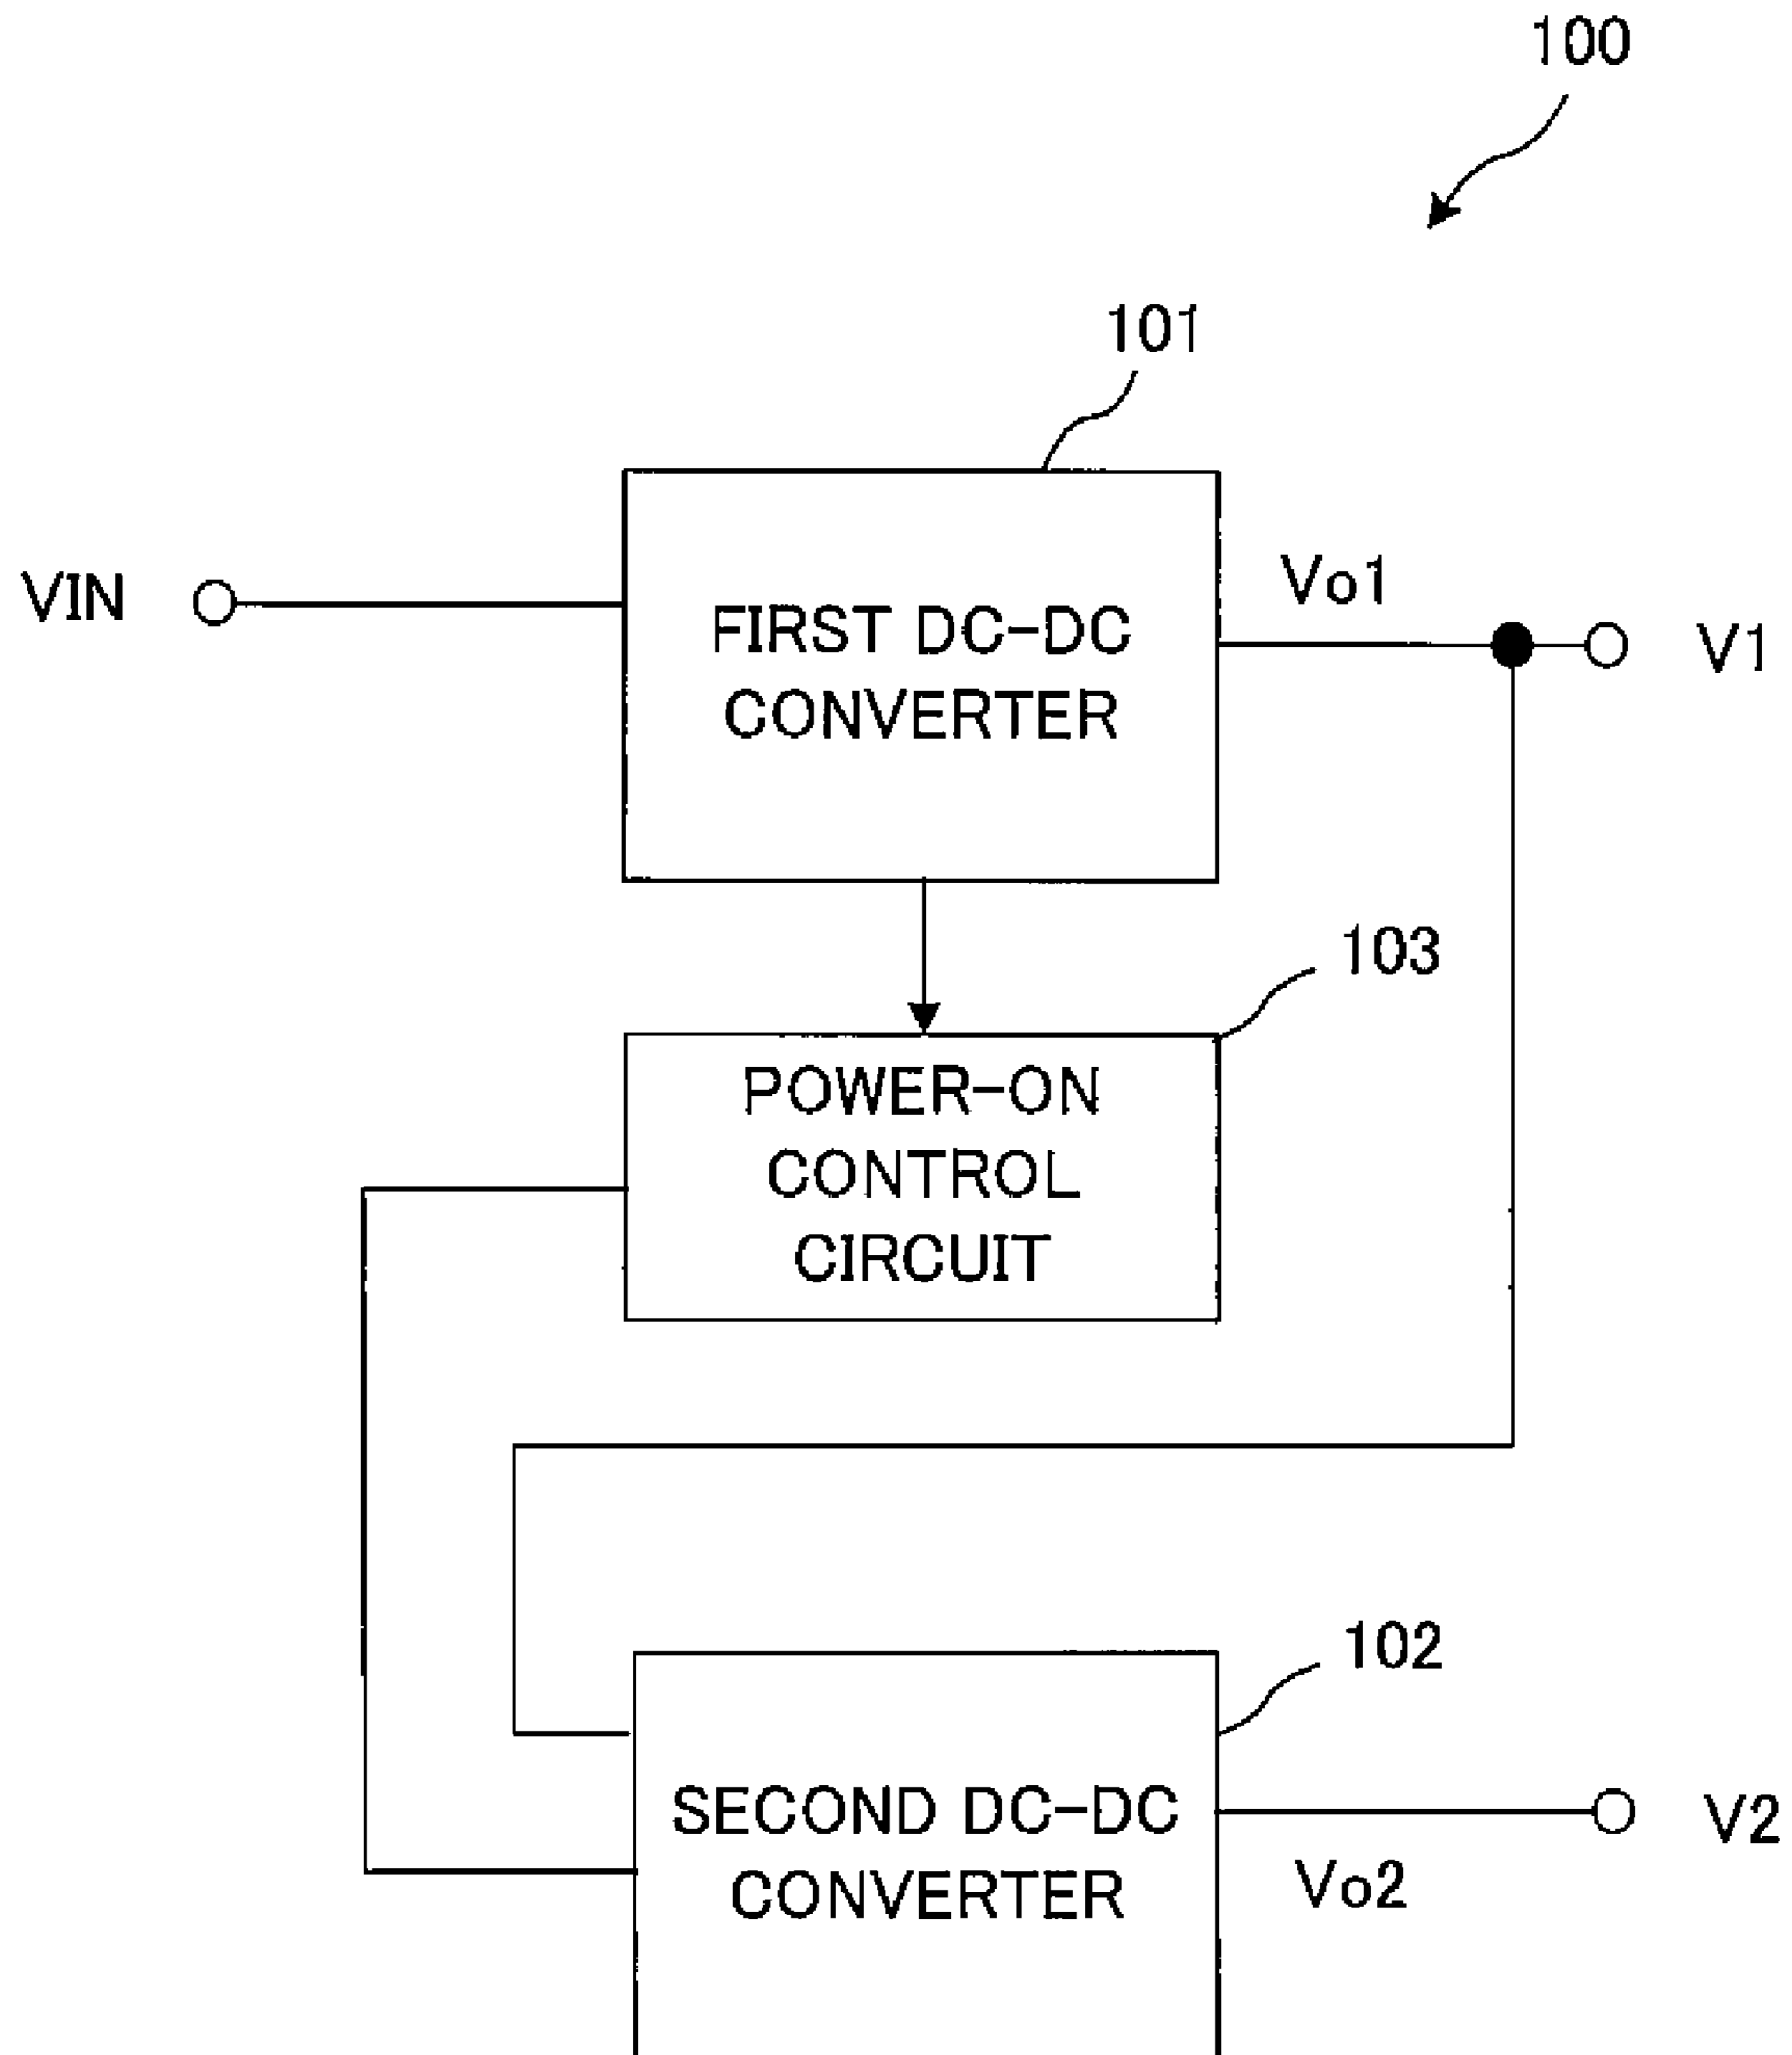 100
101
VIN
FIRST DC-DC
CONVERTER
Vo1
V1
103
POWER-ON
CONTROL
CIRCUIT
102
SECOND DC-DC
CONVERTER
V2
Vo2